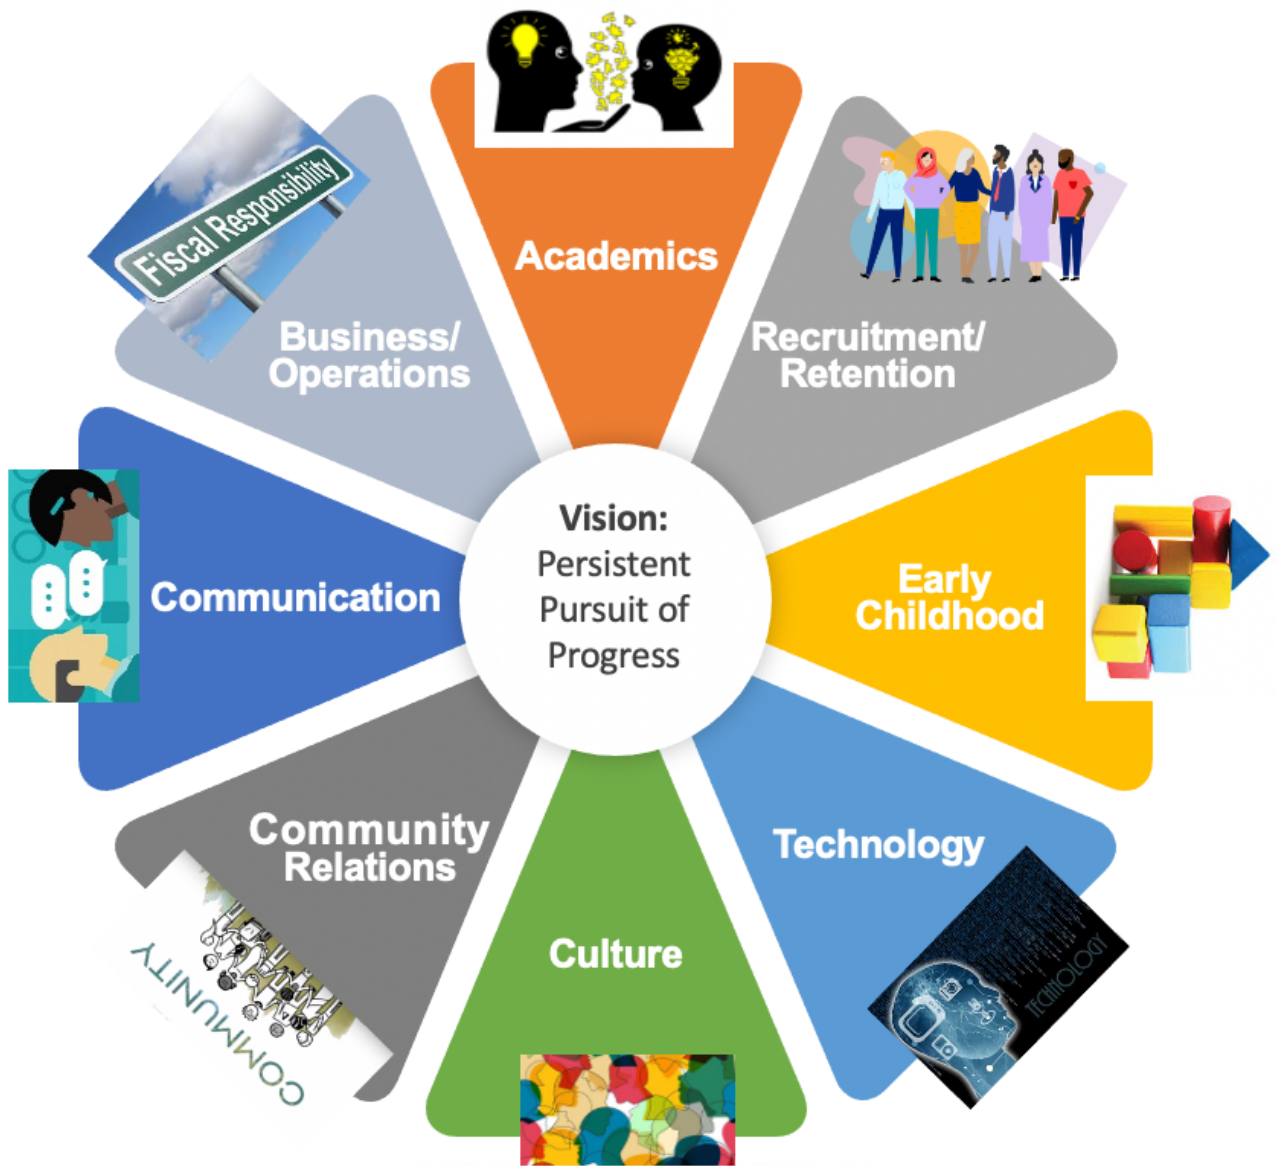 Academics
Recruitment/
Retention
Early
Childhood
Technology
TECHNOLOGY
Culture
Community
Relations
COMMUNITY
Communication
Business/
Operations
Fiscal Responsibility
Vision:
Persistent
Pursuit of
Progress